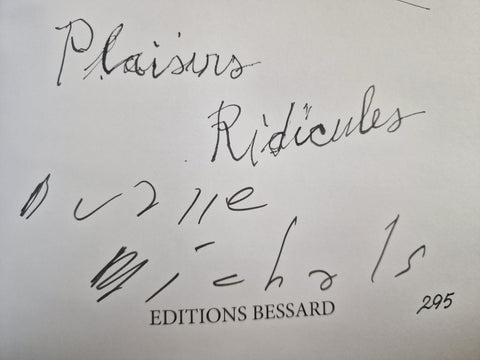 Plaisirs
Ridicules
Duane
Michals
EDITIONS BESSARD
295